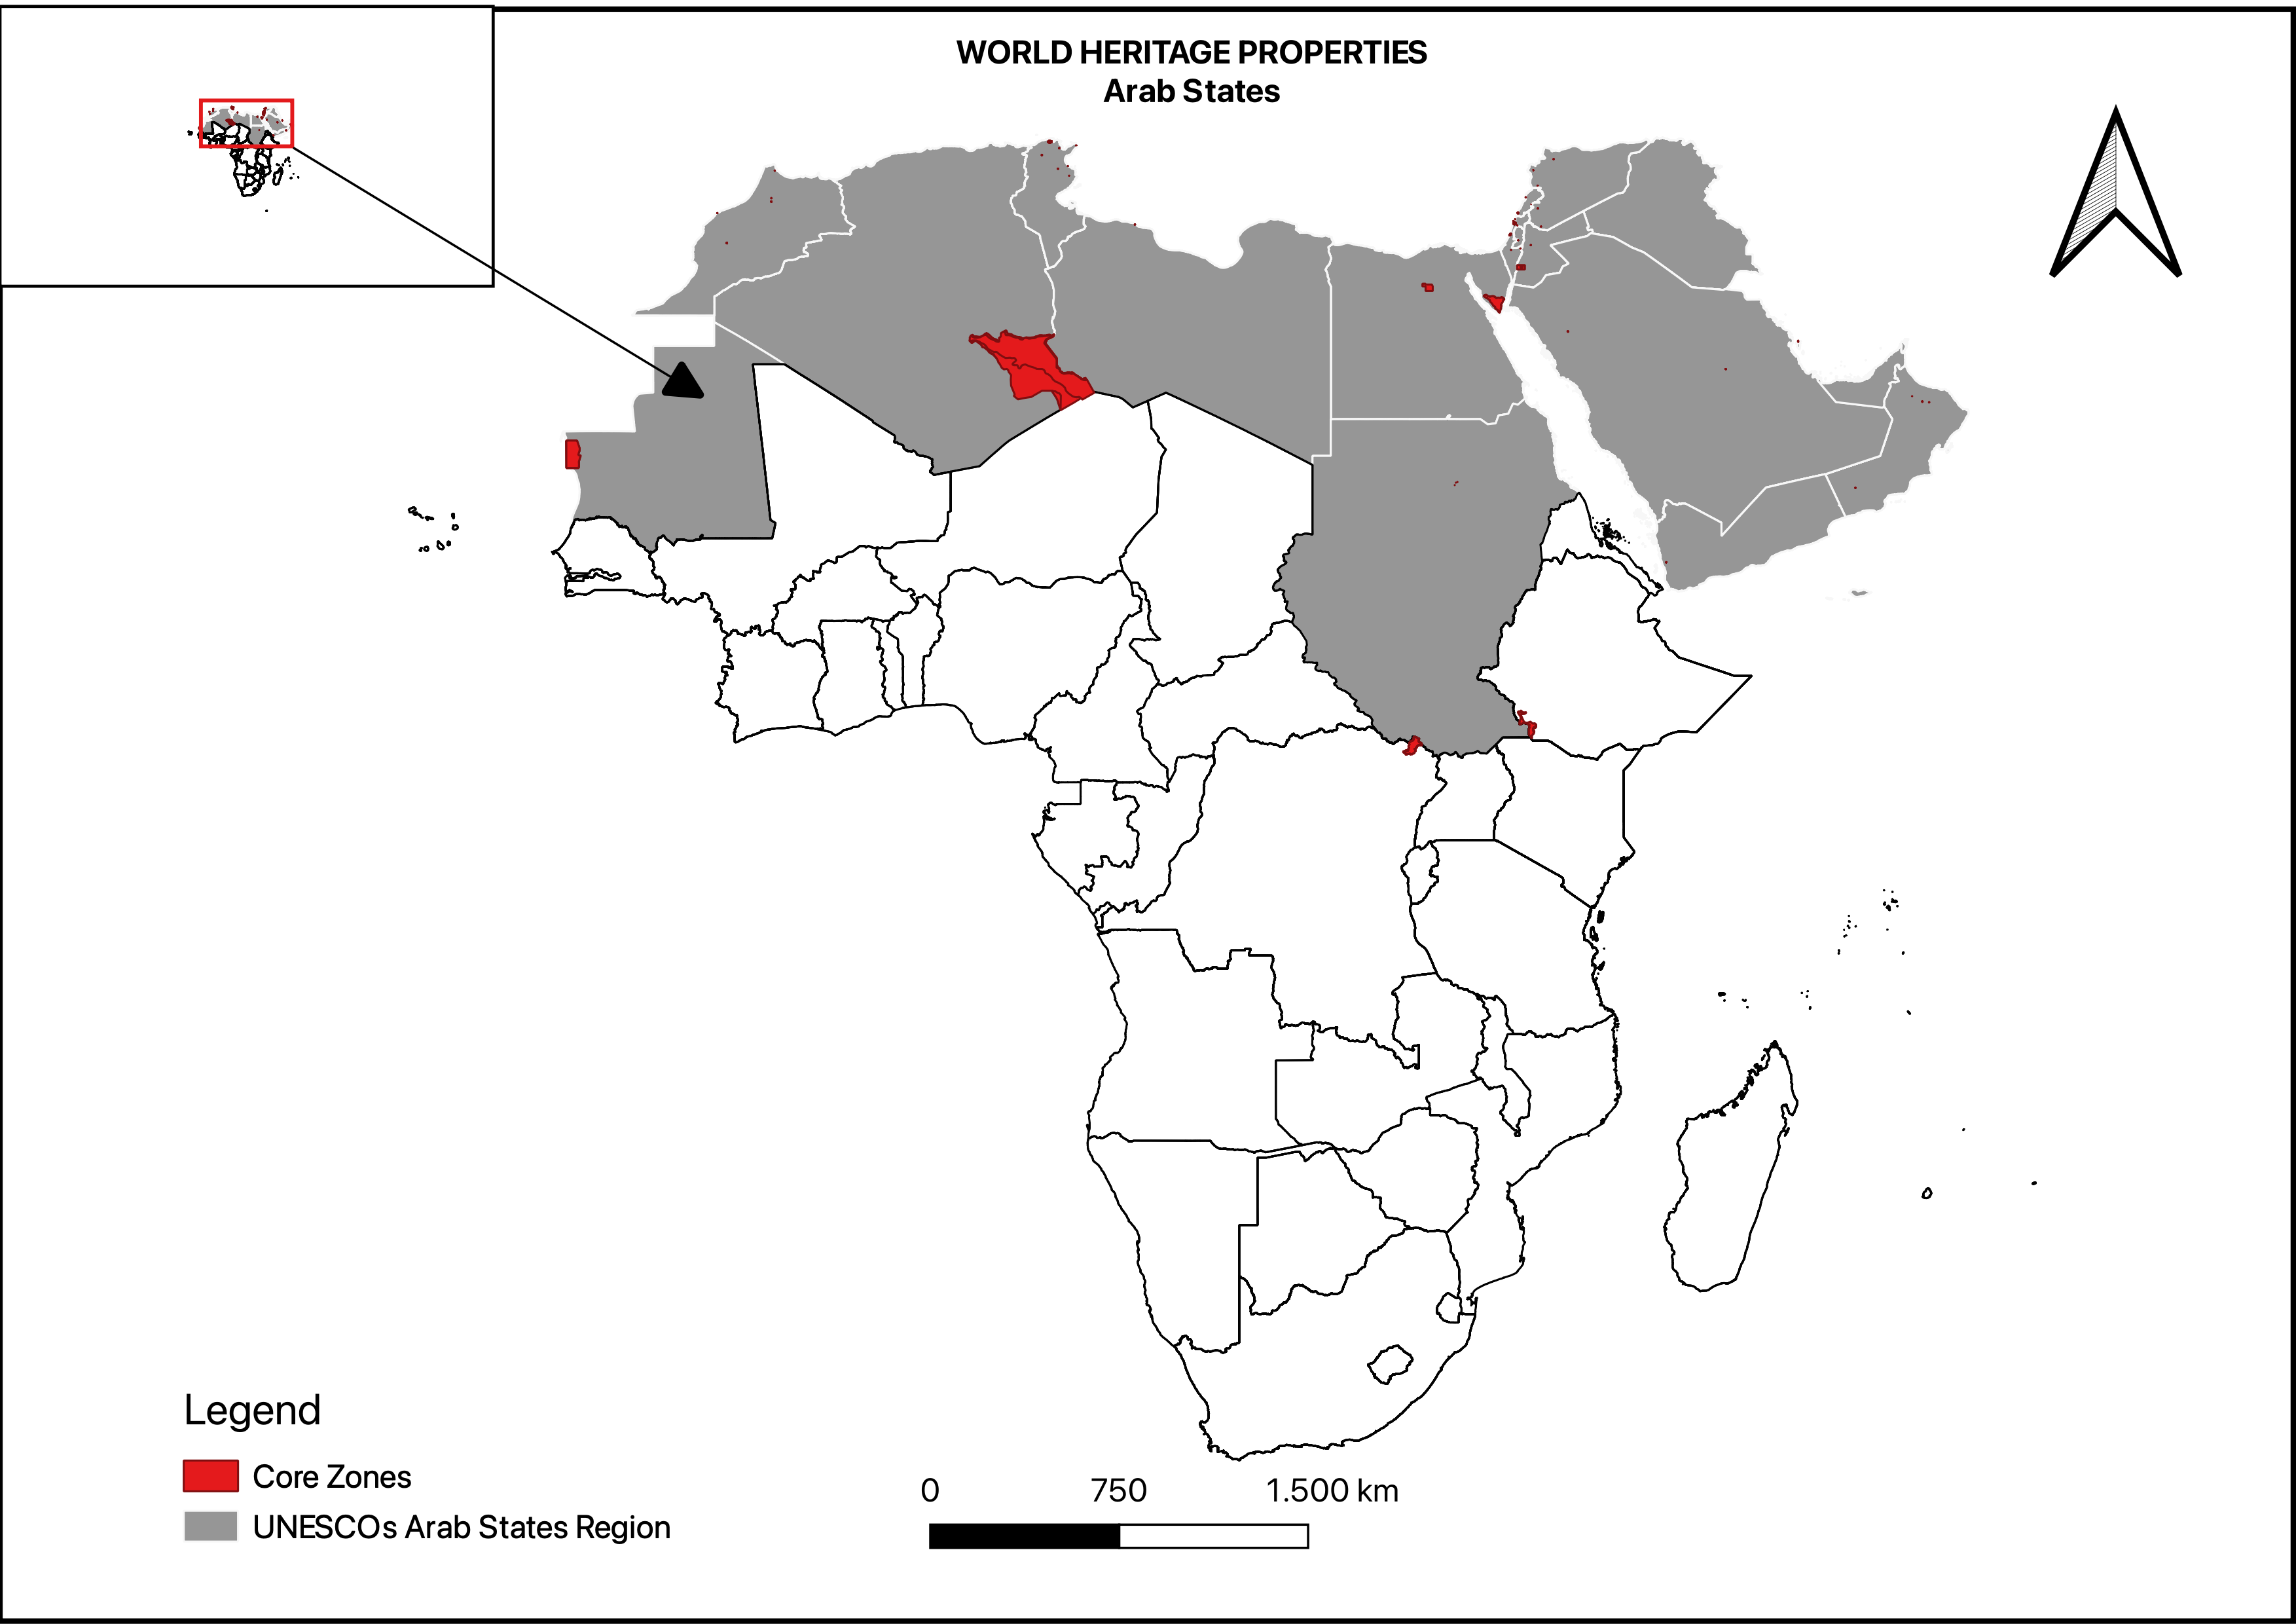 WORLD HERITAGE PROPERTIES
Arab States
Legend
Core Zones
UNESCOs Arab States Region
0 750 1.500 km